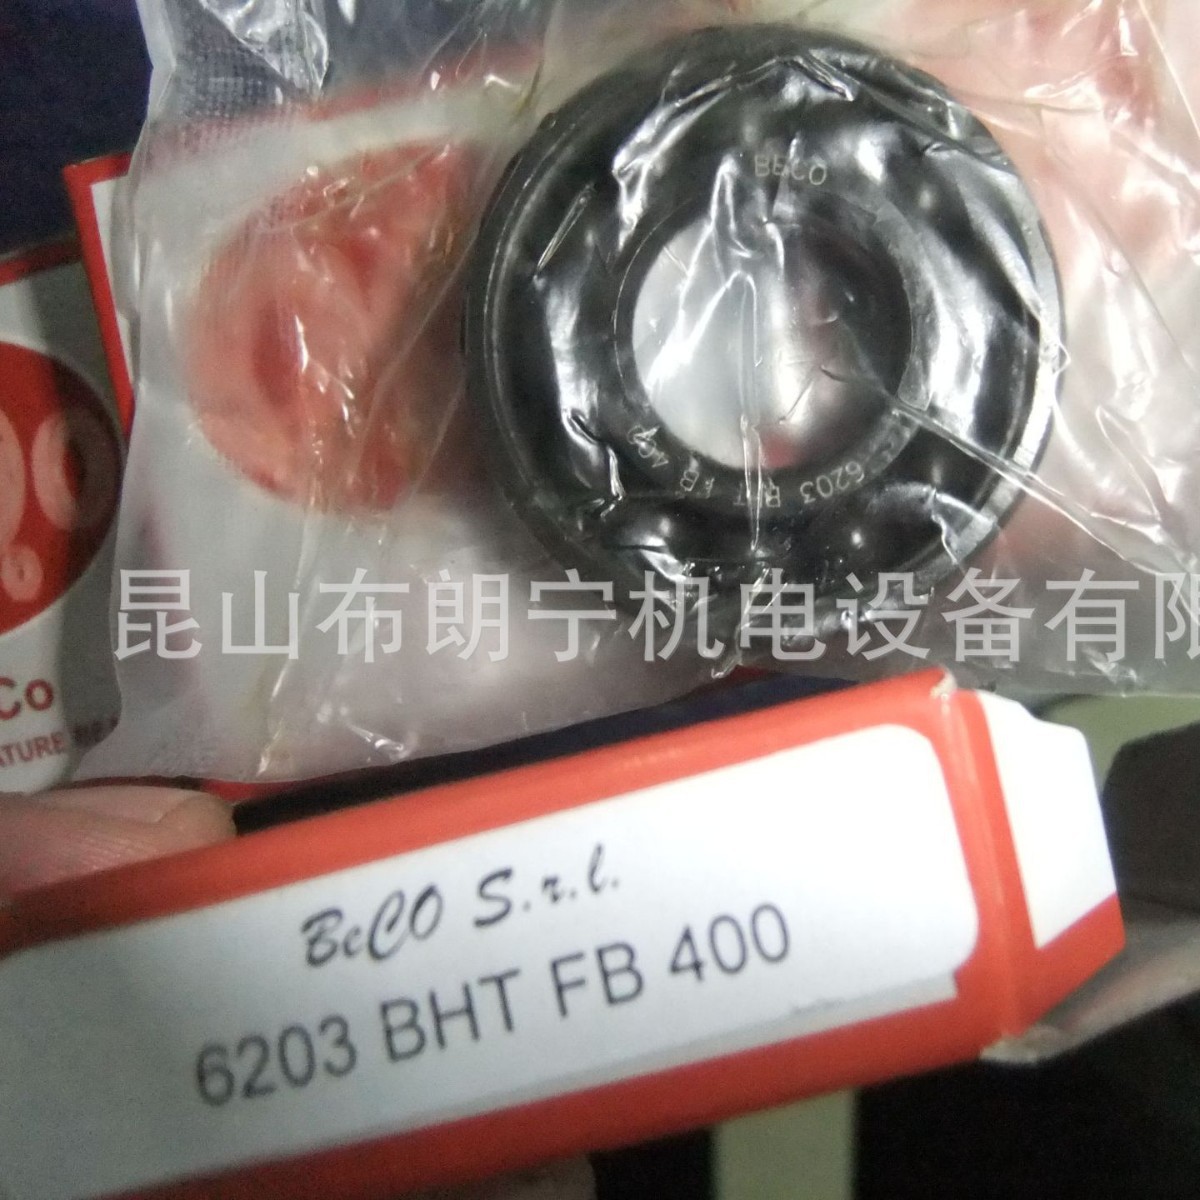 BECO
6203 BHT FB 400
昆山布朗宁机电设备有限
Co
ATURE
BeCO S.r.l.
6203 BHT FB 400